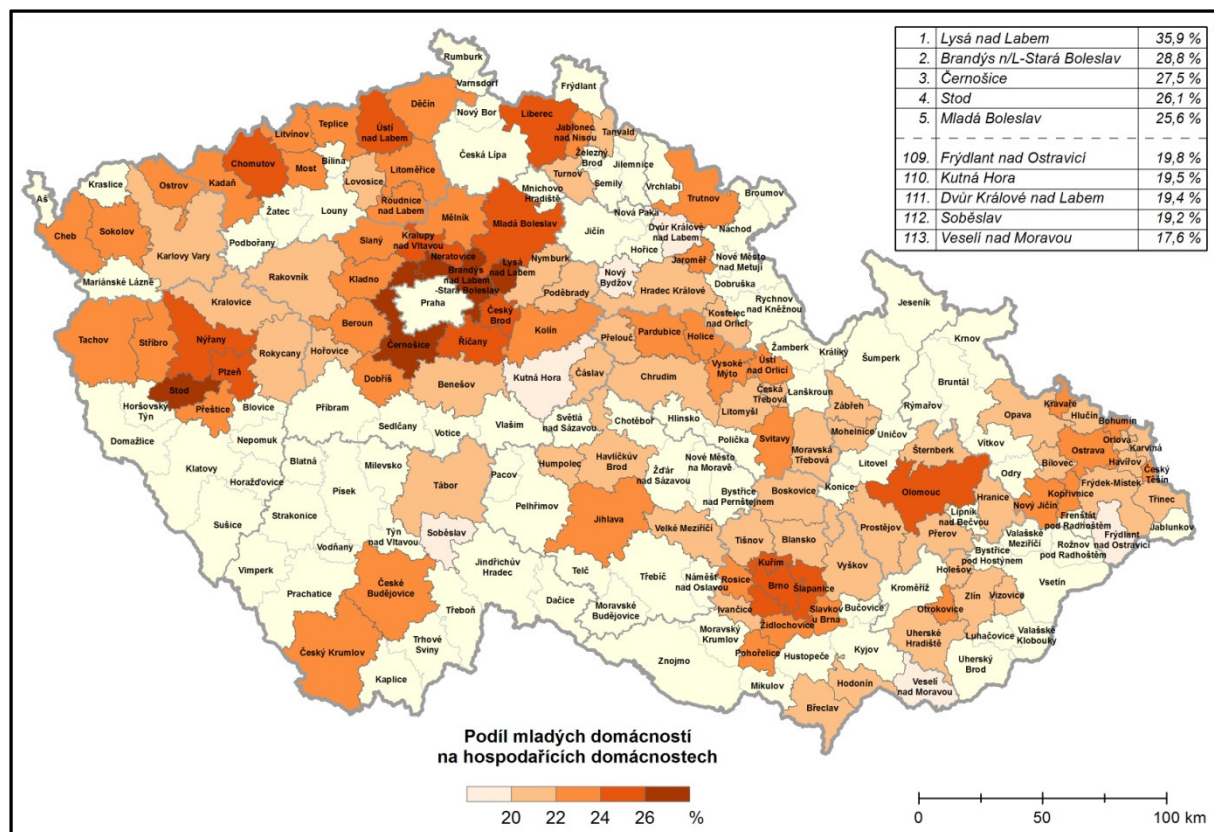 1. Lysá nad Labem 35,9 %
2. Brandýs n/L-Stará Boleslav 28,8 %
3. Černošice 27,5 %
4. Stod 26,1 %
5. Mladá Boleslav 25,6 %
109. Frýdlant nad Ostravicí 19,8 %
110. Kutná Hora 19,5 %
111. Dvůr Králové nad Labem 19,4 %
112. Soběslav 19,2 %
113. Veselí nad Moravou 17,6 %
Rumburk
Varnsdorf
Děčín
Nový Bor
Frýdlant
Liberec
Jablonec
nad Nisou
Tanvald
Litvínov
Teplice
Ústí
nad Labem
Česká Lípa
Železný
Brod
Jilemnice
Turnov
Semily
Vrchlabí
Trutnov
Broumov
Chomutov
Most
Bílina
Lovosice
Litoměřice
Roudnice
nad Labem
Mělník
Mnichovo
Hradiště
Mladá Boleslav
Jičín
Nová Paka
Hořice
Dvůr Králové
nad Labem
Náchod
Aš
Kraslice
Ostrov
Kadaň
Žatec
Louny
Podbořany
Cheb
Sokolov
Karlovy Vary
Mariánské Lázně
Rakovník
Kralovice
Slaný
Kladno
Kralupy
nad Vltavou
Neratovice
Brandýs
nad Labem
-Stará Boleslav
Lysá
nad Labem
Nymburk
Poděbrady
Nový
Bydžov
Jaroměř
Nové Město
nad Metují
Dobruška
Hradec Králové
Rychnov
nad Kněžnou
Kostelec
nad Orlicí
Praha
Český
Brod
Kolín
Říčany
Černošice
Beroun
Hořovice
Dobříš
Benešov
Kutná Hora
Čáslav
Přelouč
Pardubice
Holice
Chrudim
Vysoké
Mýto
Ústí
nad Orlicí
Žamberk
Králíky
Česká
Třebová
Lanškroun
Litomyšl
Tachov
Stříbro
Nýřany
Plzeň
Rokycany
Stod
Přeštice
Blovice
Horšovský
Týn
Domažlice
Nepomuk
Klatovy
Horažďovice
Sušice
Příbram
Sedlčany
Votice
Vlašim
Světlá
nad Sázavou
Chotěboř
Hlinsko
Polička
Svitavy
Moravská
Třebová
Jeseník
Šumperk
Krnov
Bruntál
Rýmařov
Zábřeh
Mohelnice
Uničov
Litovel
Šternberk
Konice
Olomouc
Opava
Kravaře
Hlučín
Bohumín
Orlová
Karviná
Ostrava
Havířov
Český
Těšín
Vítkov
Bílovec
Odry
Frýdek-Místek
Třinec
Jablunkov
Nový Jičín
Kopřivnice
Frenštát
pod Radhoštěm
Frýdlant
nad Ostravicí
Rožnov
pod Radhoštěm
Valašské
Meziříčí
Hranice
Lipník
nad Bečvou
Přerov
Bystřice
pod Hostýnem
Vsetín
Blatná
Milevsko
Písek
Strakonice
Vodňany
Vimperk
Prachatice
Týn
nad Vltavou
Tábor
Soběslav
Pacov
Pelhřimov
Humpolec
Havlíčkův
Brod
Žďár
nad Sázavou
Nové Město
na Moravě
Bystřice
nad Pernštejnem
Jihlava
Velké Meziříčí
Boskovice
Tišnov
Blansko
Prostějov
Vyškov
České
Budějovice
Český Krumlov
Kaplice
Trhové
Sviny
Třeboň
Jindřichův
Hradec
Telč
Dačice
Třebíč
Moravské
Budějovice
Náměšť
nad Oslavou
Rosice
Ivančice
Kuřim
Brno
Šlapanice
Slavkov
u Brna
Židlochovice
Pohořelice
Moravský
Krumlov
Znojmo
Hustopeče
Mikulov
Břeclav
Hodonín
Kyjov
Bučovice
Kroměříž
Holešov
Otrokovice
Zlín
Vizovice
Luhačovice
Valašské
Klobouky
Uherské
Hradiště
Uherský
Brod
Veselí
nad Moravou
Podíl mladých domácností
na hospodařících domácnostech
20 22 24 26 %
0 50 100 km